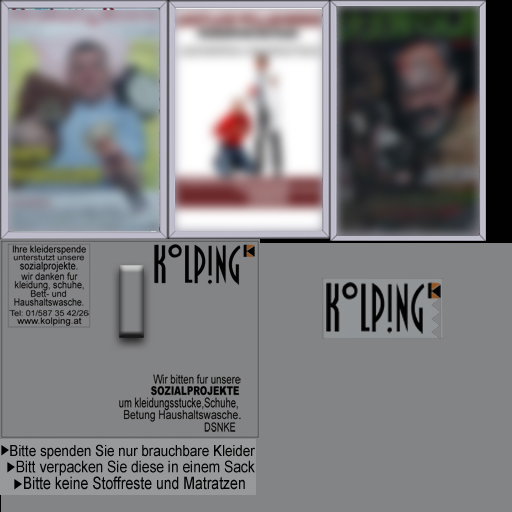 Ihre kleiderspende
unterstutzt unsere
sozialprojekte.
wir danken fur
kleidung, schuhe,
Bett- und
Haushaltswasche.
Tel: 01/587 35 42/26
www.kolping.at
KOLPING
Wir bitten fur unsere
SOZIALPROJEKTE
um kleidungsstucke,Schuhe,
Betung Haushaltswasche.
DSNKE
Bitte spenden Sie nur brauchbare Kleider
Bitt verpacken Sie diese in einem Sack
Bitte keine Stoffreste und Matratzen
KOLPING